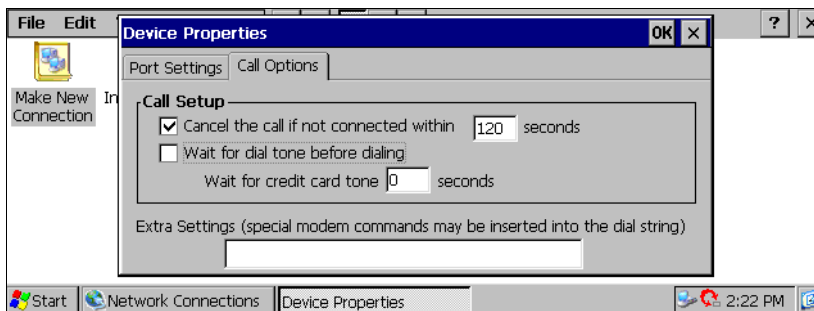 File Edit
Device Properties OK ×
?
Port Settings Call Options
Make New Connection
In
Call Setup
Cancel the call if not connected within 120 seconds
Wait for dial tone before dialing
Wait for credit card tone 0 seconds
Extra Settings (special modem commands may be inserted into the dial string)
Start Network Connections Device Properties 2:22 PM